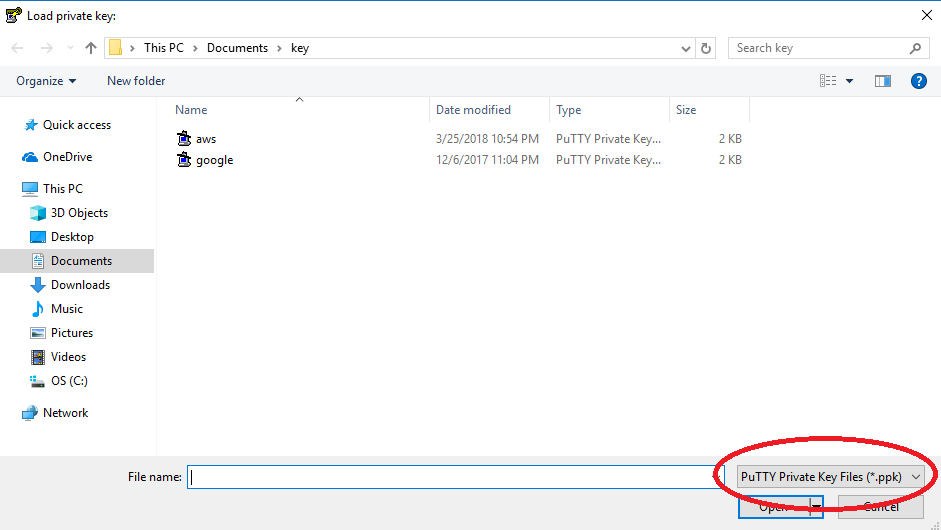 Load private key:
This PC > Documents > key
Search key
Organize
New folder
?
Name
Date modified
Type
Size
aws
3/25/2018 10:54 PM
PuTTY Private Key...
2 KB
google
12/6/2017 11:04 PM
PuTTY Private Key...
2 KB
Quick access
OneDrive
This PC
3D Objects
Desktop
Documents
Downloads
Music
Pictures
Videos
OS (C:)
Network
File name:
PuTTY Private Key Files (*.ppk)
Open
Cancel